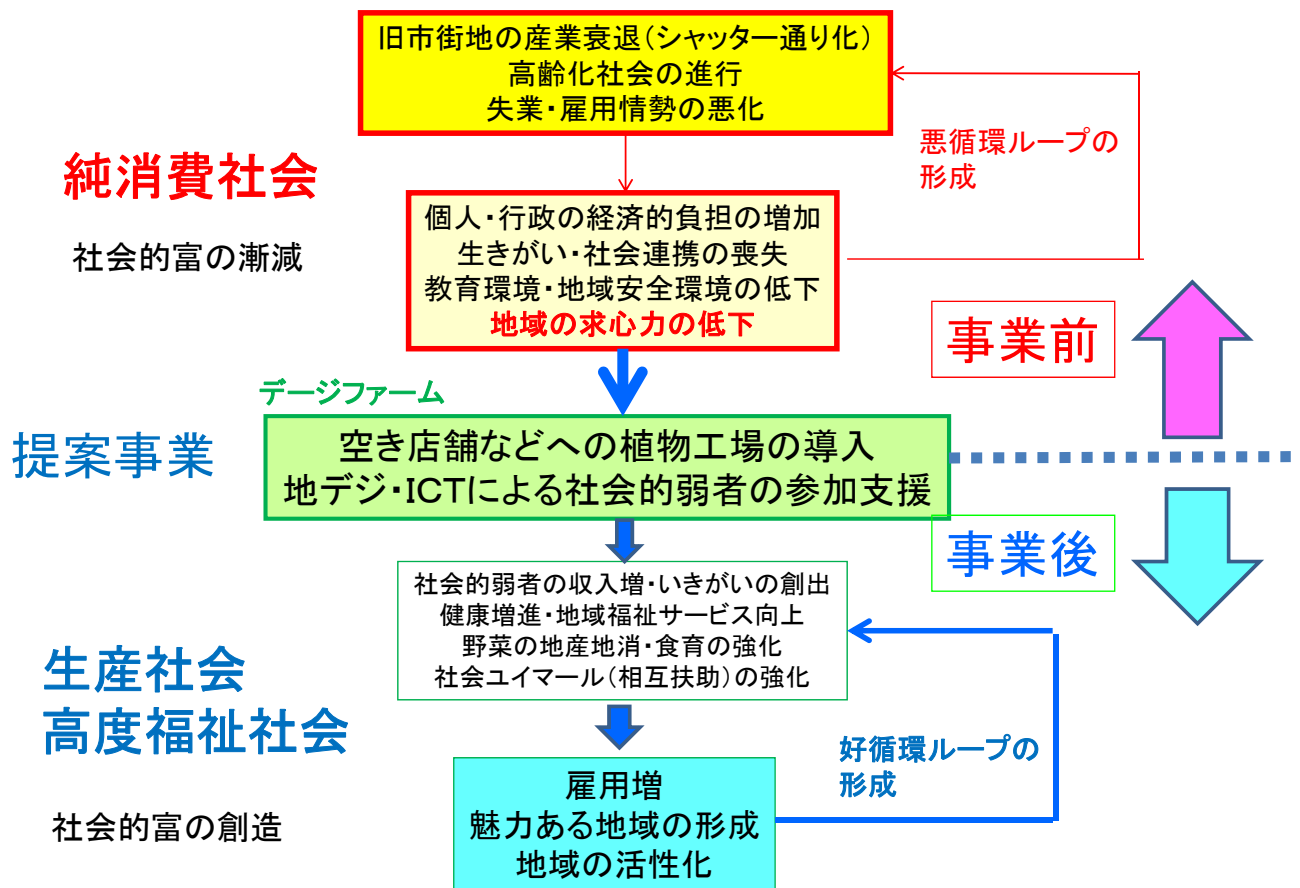 旧市街地の産業衰退(シャッター通り化)
高齢化社会の進行
失業・雇用情勢の悪化
悪循環ループの
形成
純消費社会
社会的富の漸減
個人・行政の経済的負担の増加
生きがい・社会連携の喪失
教育環境・地域安全環境の低下
地域の求心力の低下
事業前
データファーム
提案事業
空き店舗などへの植物工場の導入
地デジ・ICTによる社会的弱者の参加支援
事業後
社会的弱者の収入増・いきがいの創出
健康増進・地域福祉サービス向上
野菜の地産地消・食育の強化
社会ユイマール(相互扶助)の強化
生産社会
高度福祉社会
社会的富の創造
好循環ループの
形成
雇用増
魅力ある地域の形成
地域の活性化